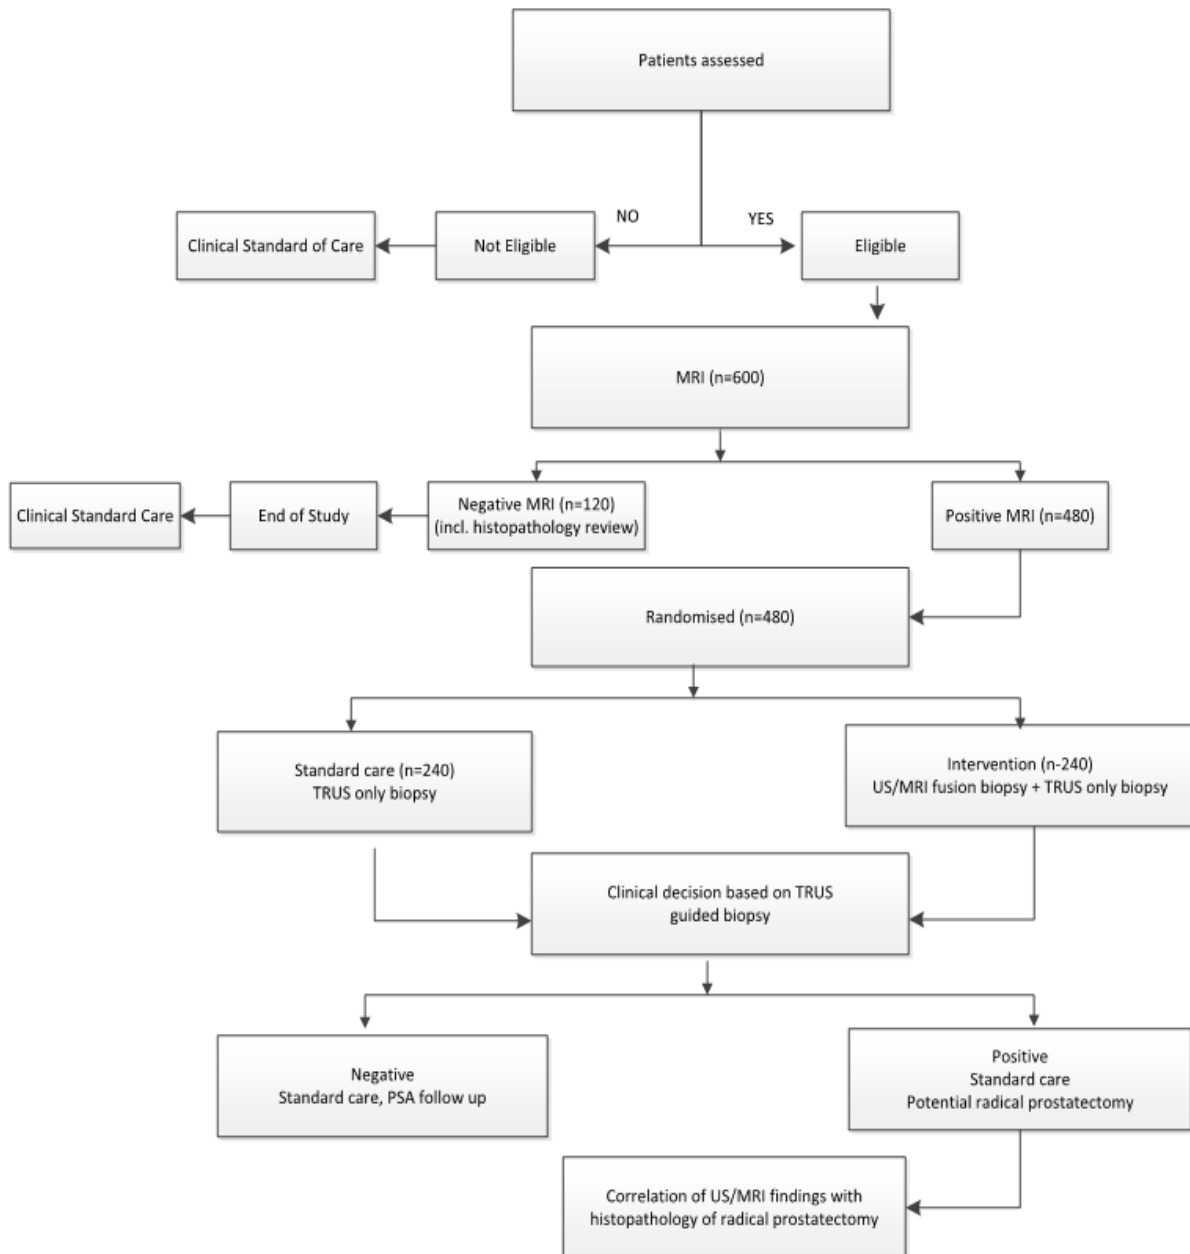 Patients assessed
NO
YES
Clinical Standard of Care
Not Eligible
Eligible
MRI (n=600)
Clinical Standard Care
End of Study
Negative MRI (n=120)
(incl. histopathology review)
Positive MRI (n=480)
Randomised (n=480)
Standard care (n=240)
TRUS only biopsy
Intervention (n-240)
US/MRI fusion biopsy + TRUS only biopsy
Clinical decision based on TRUS
guided biopsy
Negative
Standard care, PSA follow up
Positive
Standard care
Potential radical prostatectomy
Correlation of US/MRI findings with
histopathology of radical prostatectomy